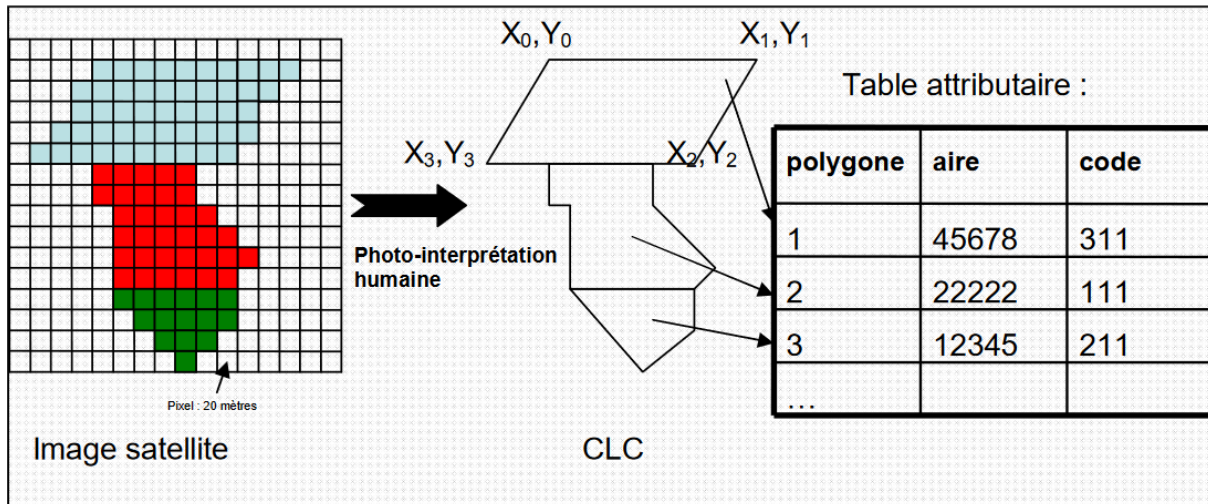 X0,Y0
X1,Y1
Table attributaire :
X3,Y3
X2,Y2
polygone aire code
1 45678 311
2 22222 111
3 12345 211
…
Photo-interprétation
humaine
Pixel : 20 mètres
Image satellite
CLC